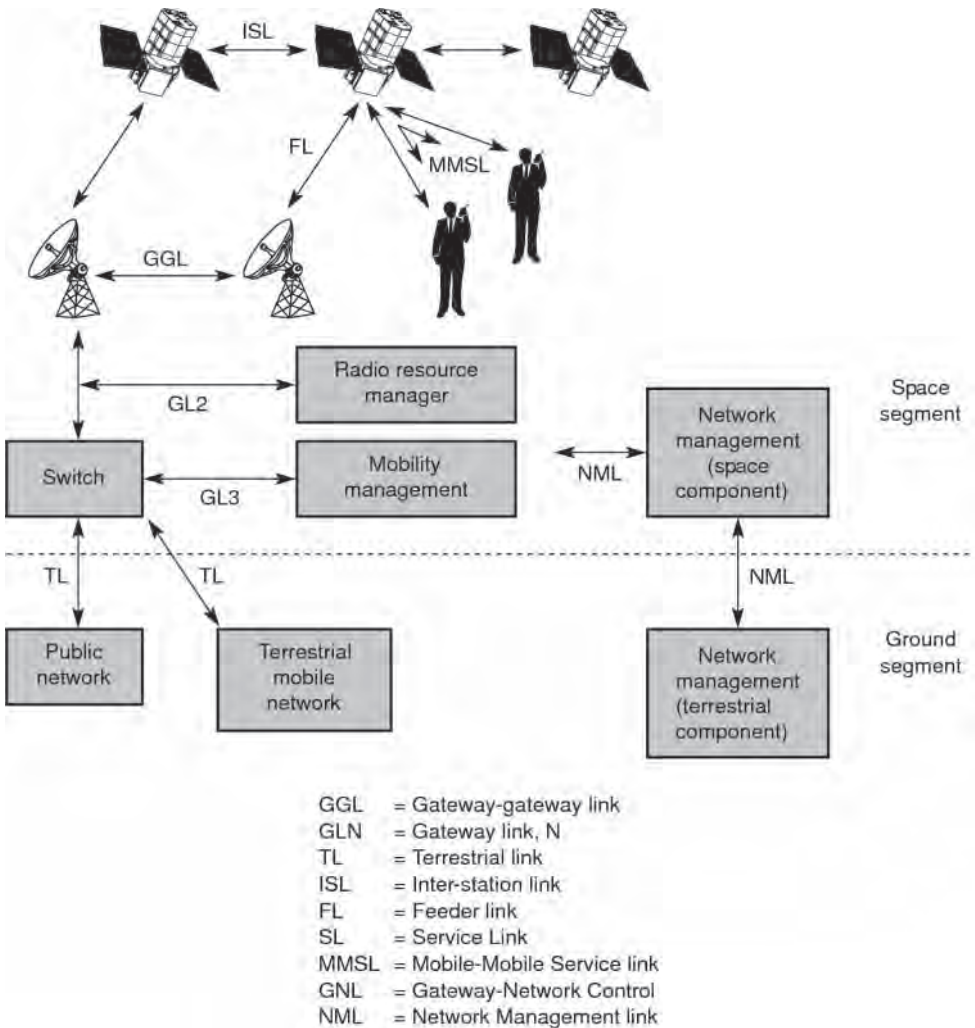 ISL
FL
MMSL
GGL
Radio resource
manager
GL2
Space
segment
Network
management
(space
component)
Switch
Mobility
management
NML
GL3
TL
TL
NML
Public
network
Terrestrial
mobile
network
Network
management
(terrestrial
component)
Ground
segment
GGL = Gateway-gateway link
GLN = Gateway link, N
TL = Terrestrial link
ISL = Inter-station link
FL = Feeder link
SL = Service Link
MMSL = Mobile-Mobile Service link
GNL = Gateway-Network Control
NML = Network Management link